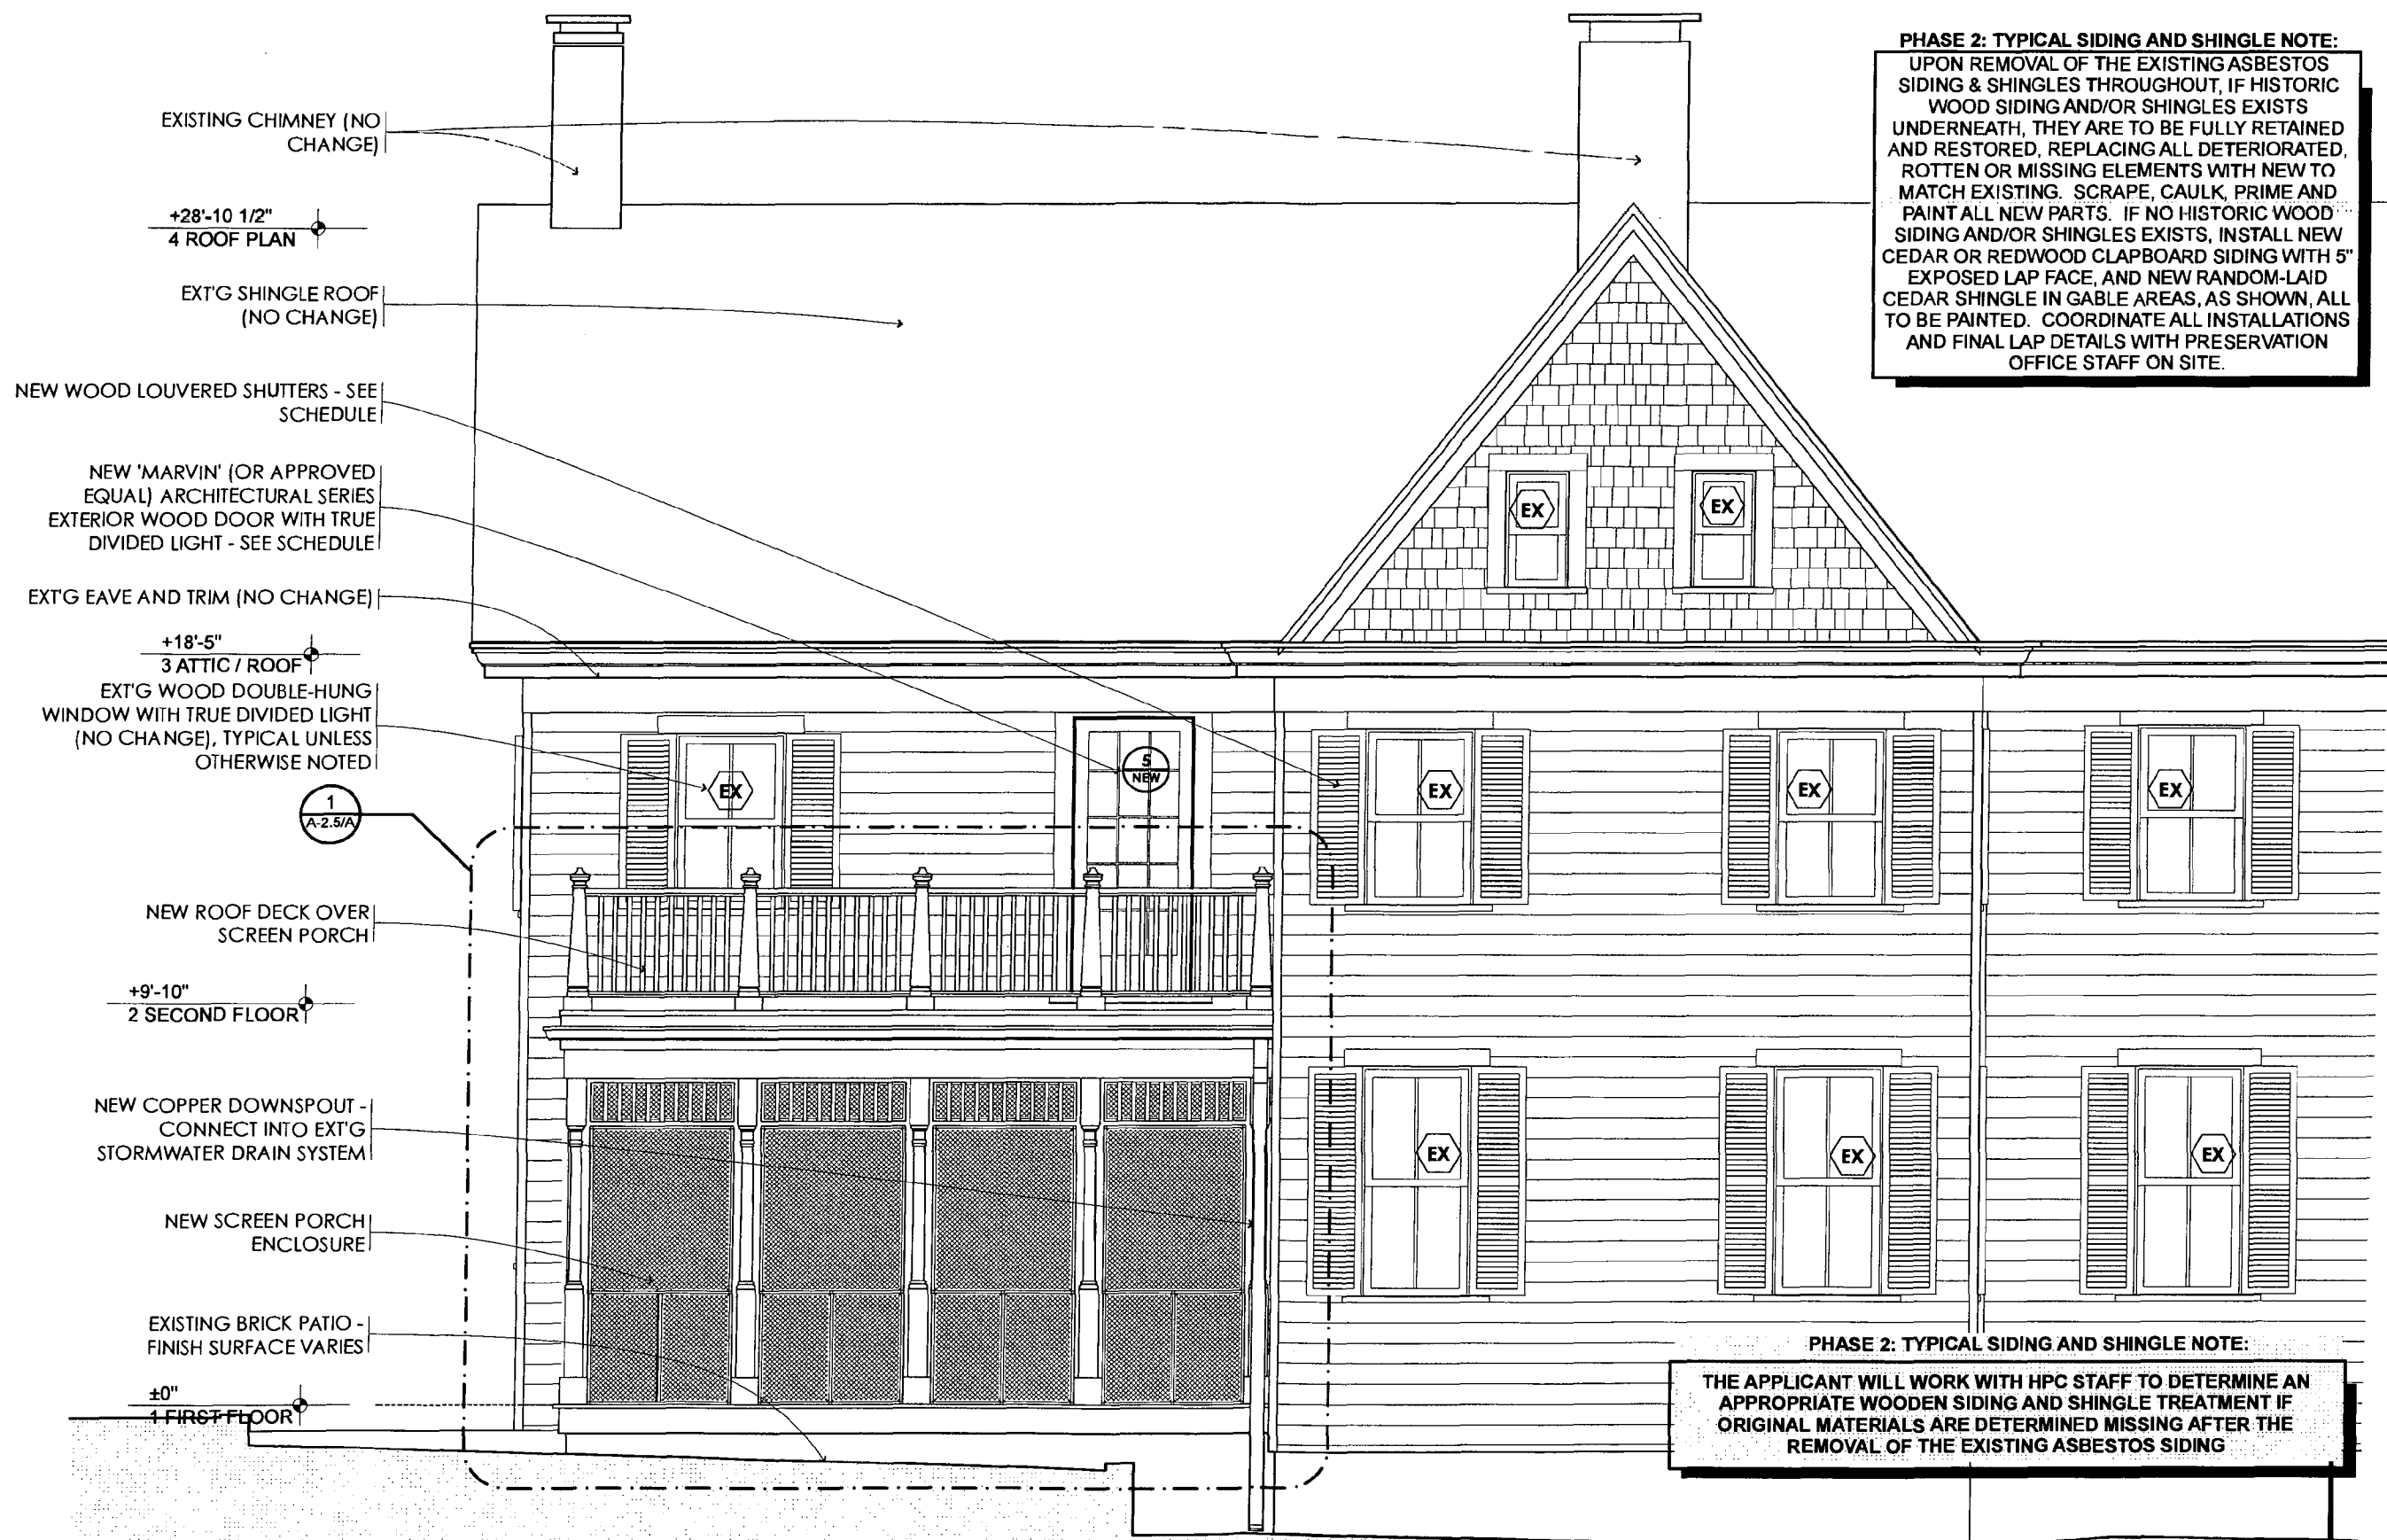 PHASE 2: TYPICAL SIDING AND SHINGLE NOTE:
UPON REMOVAL OF THE EXISTING ASBESTOS
SIDING & SHINGLES THROUGHOUT, IF HISTORIC
WOOD SIDING AND/OR SHINGLES EXISTS
UNDERNEATH, THEY ARE TO BE FULLY RETAINED
AND RESTORED, REPLACING ALL DETERIORATED,
ROTTEN OR MISSING ELEMENTS WITH NEW TO
MATCH EXISTING. SCRAPE, CAULK, PRIME AND
PAINT ALL NEW PARTS. IF NO HISTORIC WOOD
SIDING AND/OR SHINGLES EXISTS, INSTALL NEW
CEDAR OR REDWOOD CLAPBOARD SIDING WITH 5"
EXPOSED LAP FACE, AND NEW RANDOM-LAID
CEDAR SHINGLE IN GABLE AREAS, AS SHOWN, ALL
TO BE PAINTED. COORDINATE ALL INSTALLATIONS
AND FINAL LAP DETAILS WITH PRESERVATION
OFFICE STAFF ON SITE.
EXISTING CHIMNEY (NO
CHANGE)
+28'-10 1/2"
4 ROOF PLAN
EXT'G SHINGLE ROOF
(NO CHANGE)
NEW WOOD LOUVERED SHUTTERS - SEE
SCHEDULE
NEW 'MARVIN' (OR APPROVED
EQUAL) ARCHITECTURAL SERIES
EXTERIOR WOOD DOOR WITH TRUE
DIVIDED LIGHT - SEE SCHEDULE
EX
EX
EXT'G EAVE AND TRIM (NO CHANGE)
+18'-5"
3 ATTIC / ROOF
EXT'G WOOD DOUBLE-HUNG
WINDOW WITH TRUE DIVIDED LIGHT
(NO CHANGE), TYPICAL UNLESS
OTHERWISE NOTED
5
NEW
EX
EX
EX
EX
1
A-2.5/A
NEW ROOF DECK OVER
SCREEN PORCH
+9'-10"
2 SECOND FLOOR
NEW COPPER DOWNSPOUT -
CONNECT INTO EXT'G
STORMWATER DRAIN SYSTEM
EX
EX
EX
NEW SCREEN PORCH
ENCLOSURE
EXISTING BRICK PATIO -
FINISH SURFACE VARIES
±0"
1 FIRST FLOOR
PHASE 2: TYPICAL SIDING AND SHINGLE NOTE:
THE APPLICANT WILL WORK WITH HPC STAFF TO DETERMINE AN
APPROPRIATE WOODEN SIDING AND SHINGLE TREATMENT IF
ORIGINAL MATERIALS ARE DETERMINED MISSING AFTER THE
REMOVAL OF THE EXISTING ASBESTOS SIDING